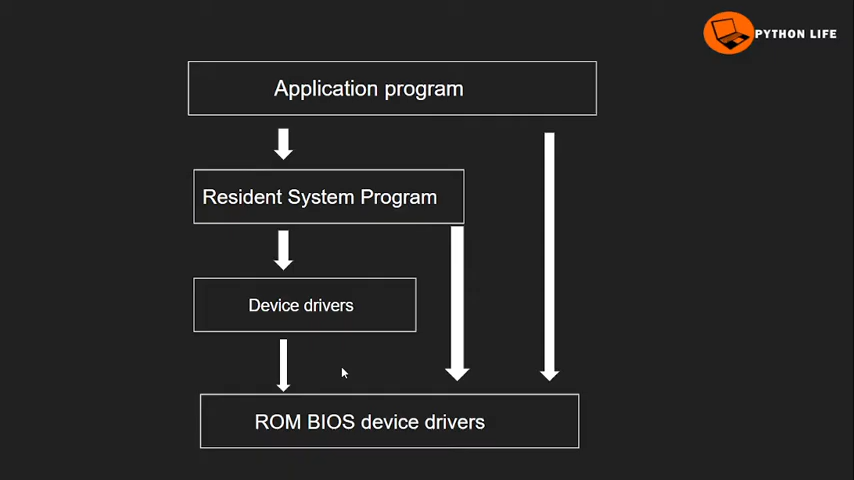 PYTHON LIFE
Application program
Resident System Program
Device drivers
ROM BIOS device drivers